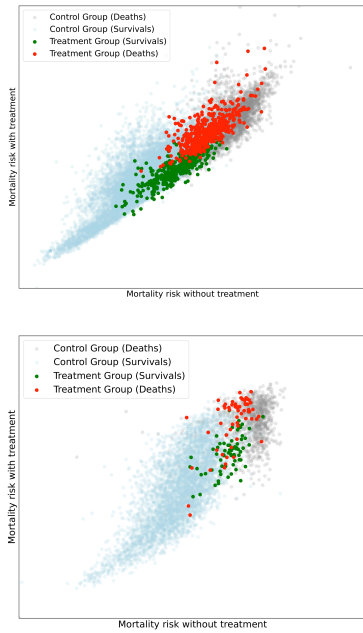 Control Group (Deaths)
Control Group (Survivals)
Treatment Group (Survivals)
Treatment Group (Deaths)
Mortality risk with treatment
Mortality risk without treatment
Control Group (Deaths)
Control Group (Survivals)
Treatment Group (Survivals)
Treatment Group (Deaths)
Mortality risk with treatment
Mortality risk without treatment